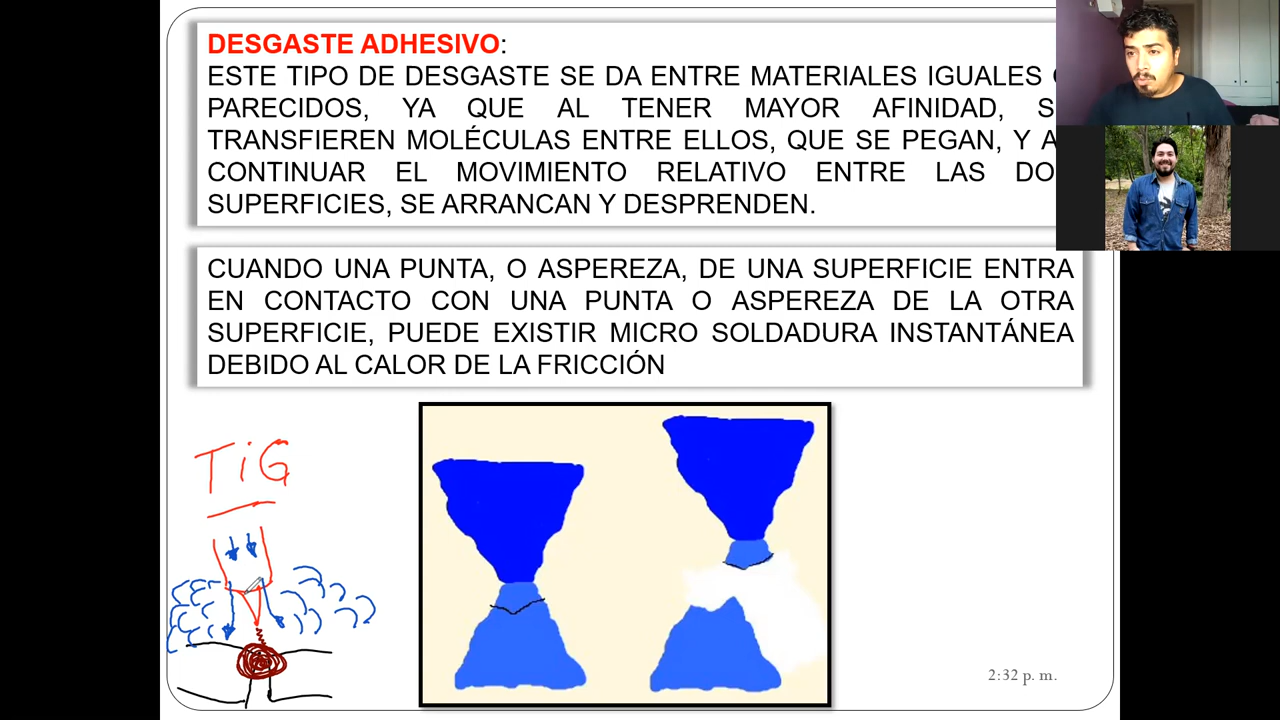 DESGASTE ADHESIVO:
ESTE TIPO DE DESGASTE SE DA ENTRE MATERIALES IGUALES
PARECIDOS, YA QUE AL TENER MAYOR AFINIDAD, S
TRANSFIEREN MOLÉCULAS ENTRE ELLOS, QUE SE PEGAN, Y A
CONTINUAR EL MOVIMIENTO RELATIVO ENTRE LAS DO
SUPERFICIES, SE ARRANCAN Y DESPRENDEN.
CUANDO UNA PUNTA, O ASPEREZA, DE UNA SUPERFICIE ENTRA
EN CONTACTO CON UNA PUNTA O ASPEREZA DE LA OTRA
SUPERFICIE, PUEDE EXISTIR MICRO SOLDADURA INSTANTÁNEA
DEBIDO AL CALOR DE LA FRICCIÓN
TiG
2:32 p. m.